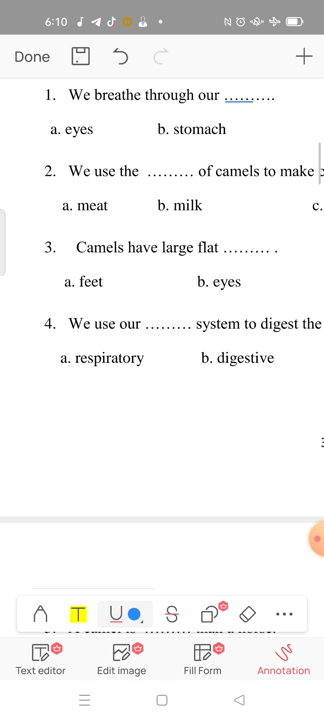 6:10
Done
1. We breathe through our ..........
a. eyes b. stomach
2. We use the ......... of camels to make
a. meat b. milk c.
3. Camels have large flat ......... .
a. feet b. eyes
4. We use our ......... system to digest the
a. respiratory b. digestive
T U S
Text editor Edit image Fill Form Annotation